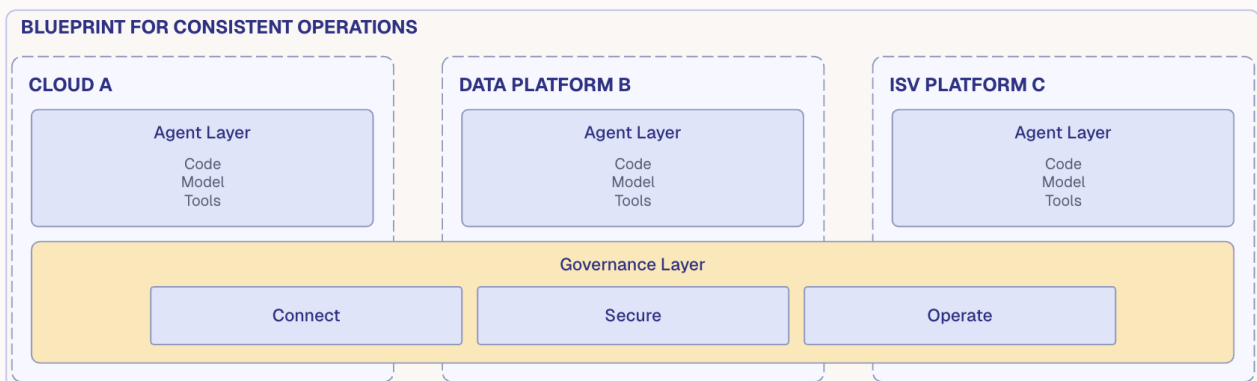 BLUEPRINT FOR CONSISTENT OPERATIONS
CLOUD A
Agent Layer
Code
Model
Tools
DATA PLATFORM B
Agent Layer
Code
Model
Tools
ISV PLATFORM C
Agent Layer
Code
Model
Tools
Governance Layer
Connect
Secure
Operate